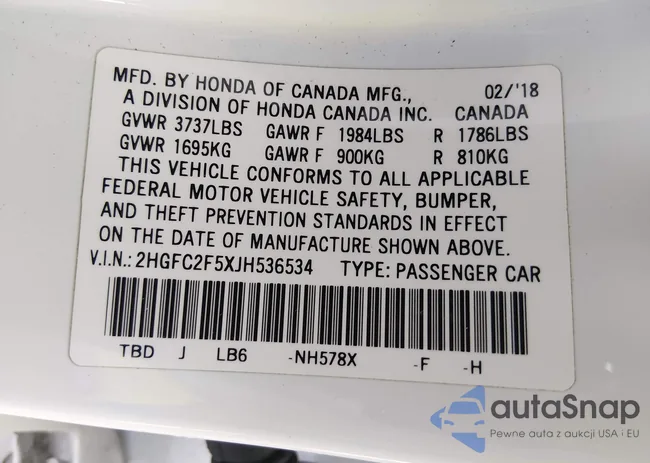 MFD. BY HONDA OF CANADA MFG., 02/'18
A DIVISION OF HONDA CANADA INC. CANADA
GVWR 3737LBS GAWR F 1984LBS R 1786LBS
GVWR 1695KG GAWR F 900KG R 810KG
THIS VEHICLE CONFORMS TO ALL APPLICABLE
FEDERAL MOTOR VEHICLE SAFETY, BUMPER,
AND THEFT PREVENTION STANDARDS IN EFFECT
ON THE DATE OF MANUFACTURE SHOWN ABOVE.
V.I.N.: 2HGFC2F5XJH536534 TYPE: PASSENGER CAR
TBD J LB6 -NH578X -F -H
autaSnap
Pewne auta z aukcji USA i EU